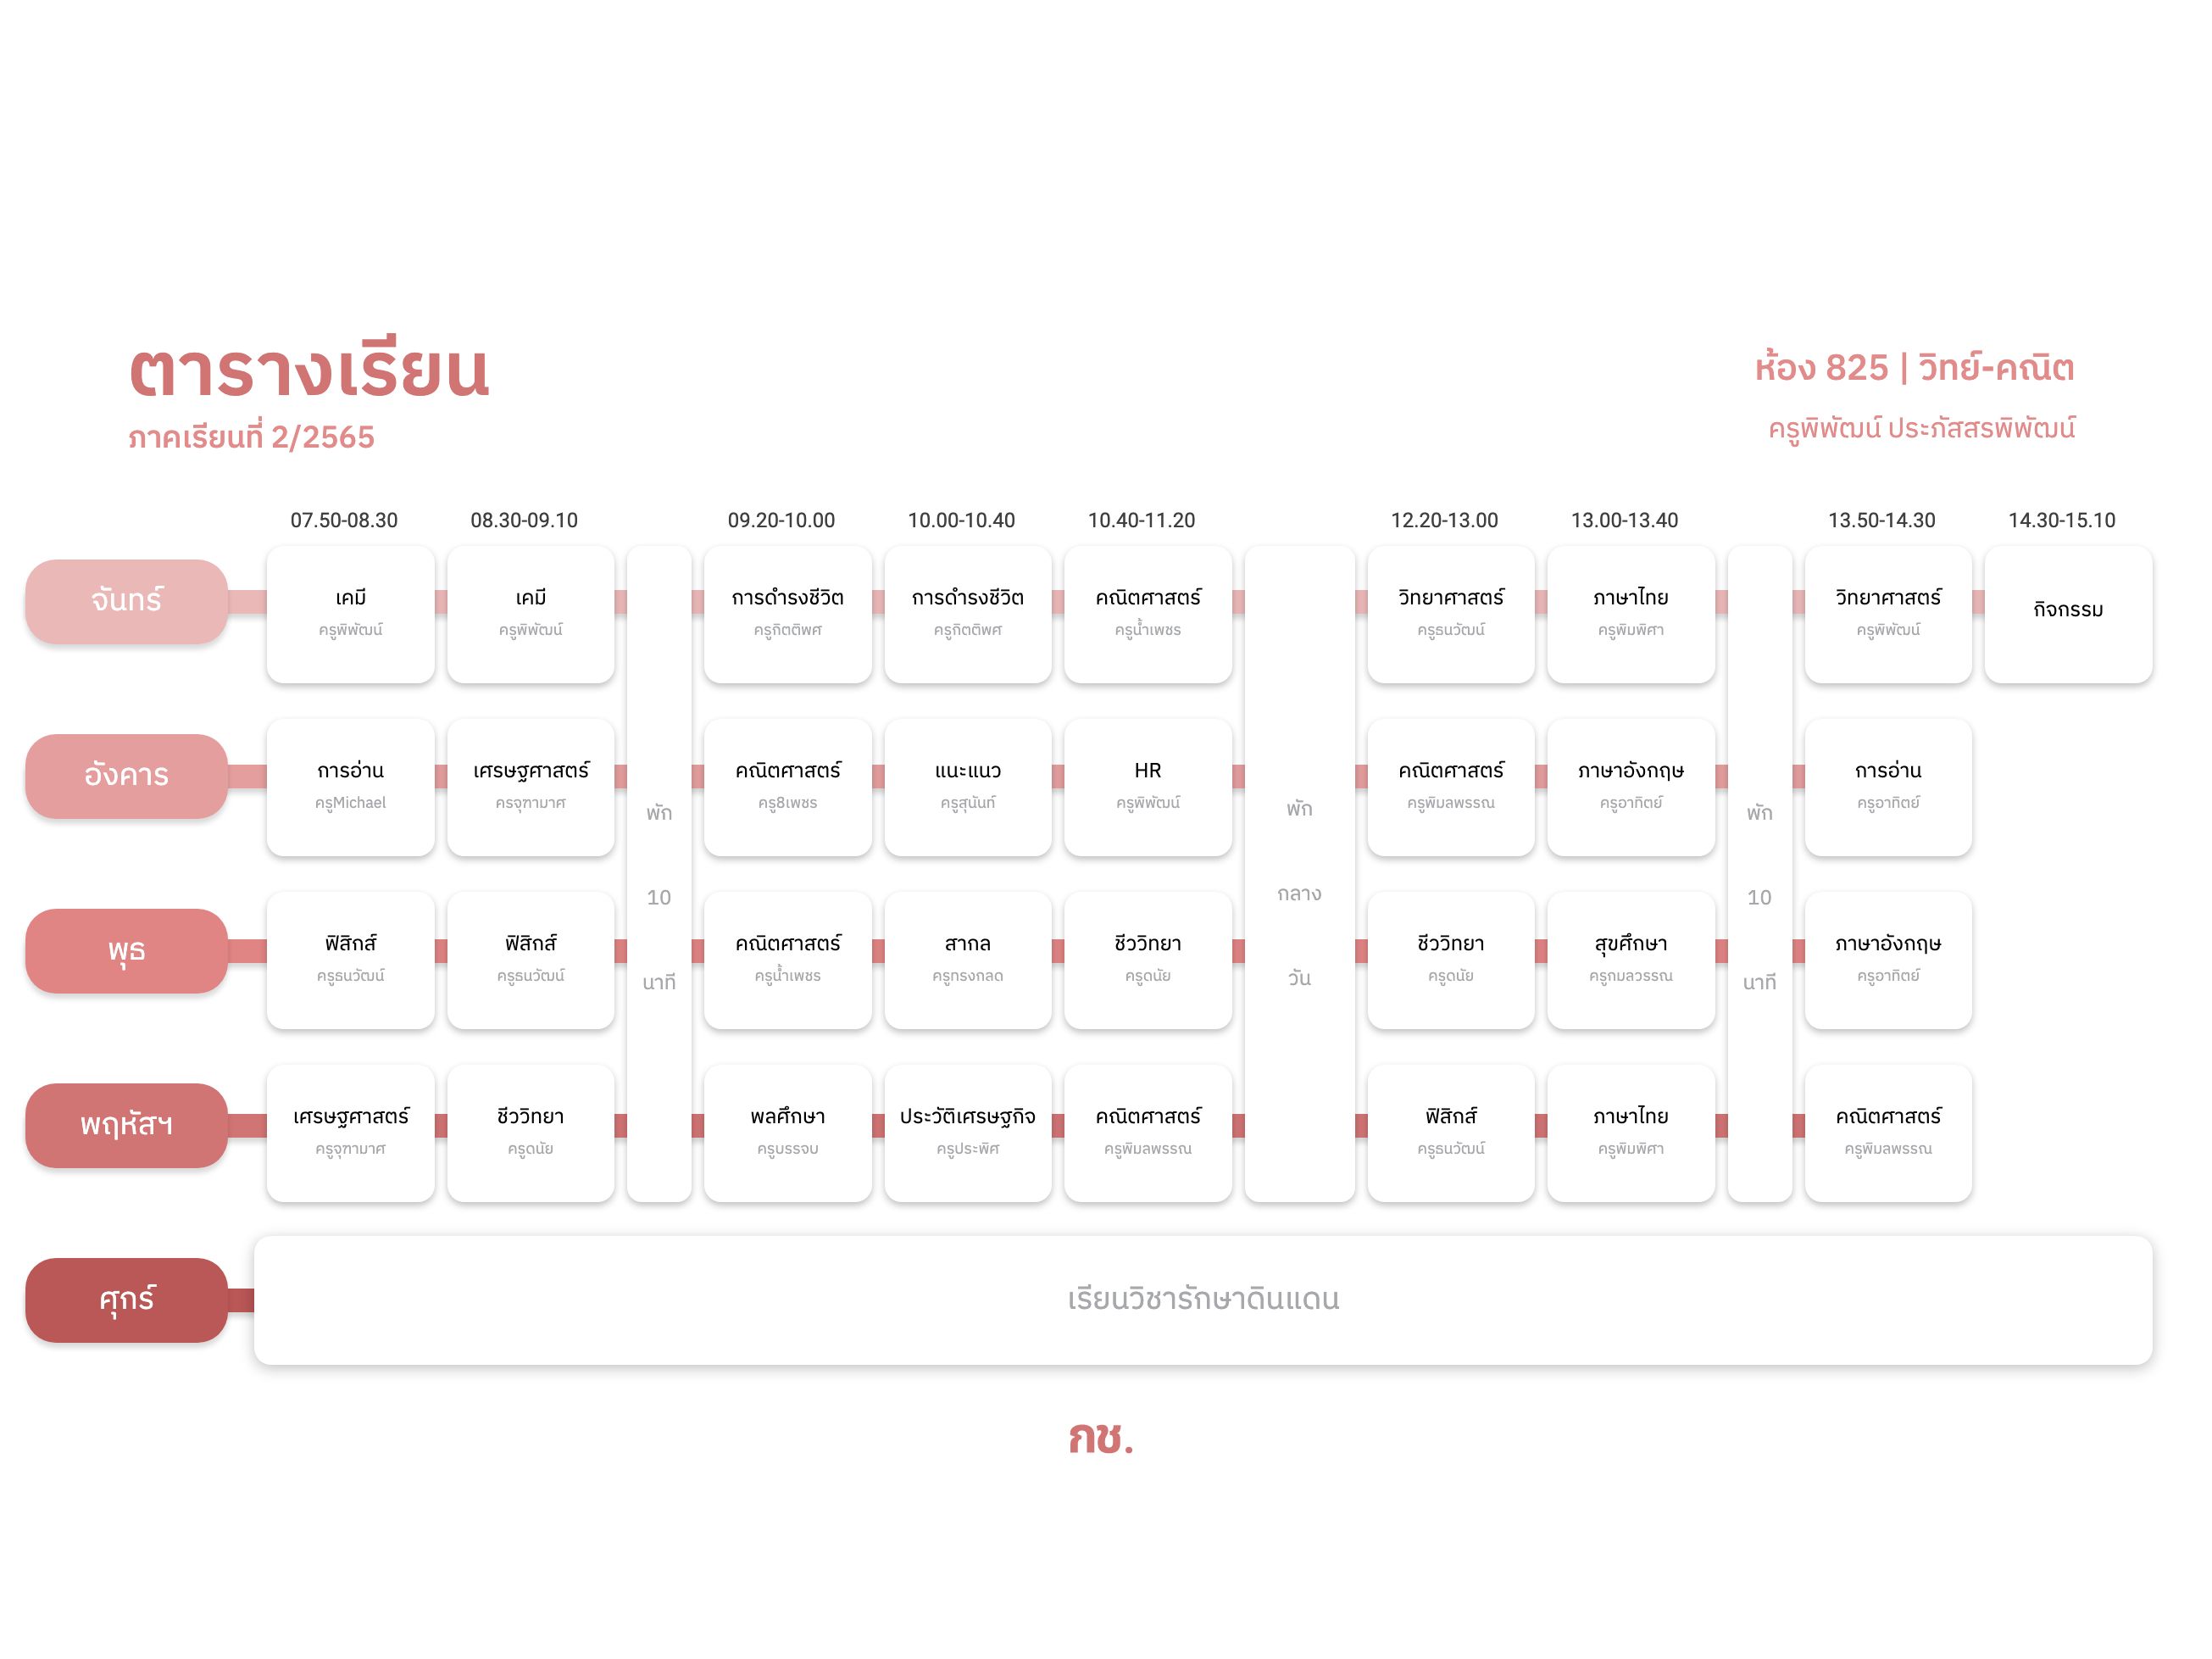 ตารางเรียน
ภาคเรียนที่ 2/2565
ห้อง 825 | วิทย์-คณิต
ครูพิพัฒน์ ประภัสสรพิพัฒน์
07.50-08.30 08.30-09.10 09.20-10.00 10.00-10.40 10.40-11.20 12.20-13.00 13.00-13.40 13.50-14.30 14.30-15.10
จันทร์
เคมี เคมี การดำรงชีวิต การดำรงชีวิต คณิตศาสตร์ วิทยาศาสตร์ ภาษาไทย วิทยาศาสตร์ กิจกรรม
ครูพิพัฒน์ ครูพิพัฒน์ ครูกิตติพศ ครูกิตติพศ ครูน้ำเพชร ครูธนวัฒน์ ครูพิมพิศา ครูพิพัฒน์
อังคาร
การอ่าน เศรษฐศาสตร์ คณิตศาสตร์ แนะแนว HR คณิตศาสตร์ ภาษาอังกฤษ การอ่าน
ครูMichael ครจุฑามาศ ครู8เพชร ครูสุนันท์ ครูพิพัฒน์ ครูพิมลพรรณ ครูอาทิตย์ ครูอาทิตย์
พัก
10
นาที
พัก
กลาง
วัน
พัก
10
นาที
พุธ
ฟิสิกส์ ฟิสิกส์ คณิตศาสตร์ สากล ชีววิทยา ชีววิทยา สุขศึกษา ภาษาอังกฤษ
ครูธนวัฒน์ ครูธนวัฒน์ ครูน้ำเพชร ครูทรงกลด ครูดนัย ครูดนัย ครูกมลวรรณ ครูอาทิตย์
พฤหัสฯ
เศรษฐศาสตร์ ชีววิทยา พลศึกษา ประวัติเศรษฐกิจ คณิตศาสตร์ ฟิสิกส์ ภาษาไทย คณิตศาสตร์
ครูจุฑามาศ ครูดนัย ครูบรรจบ ครูประพิศ ครูพิมลพรรณ ครูธนวัฒน์ ครูพิมพิศา ครูพิมลพรรณ
ศุกร์
เรียนวิชารักษาดินแดน
กช.